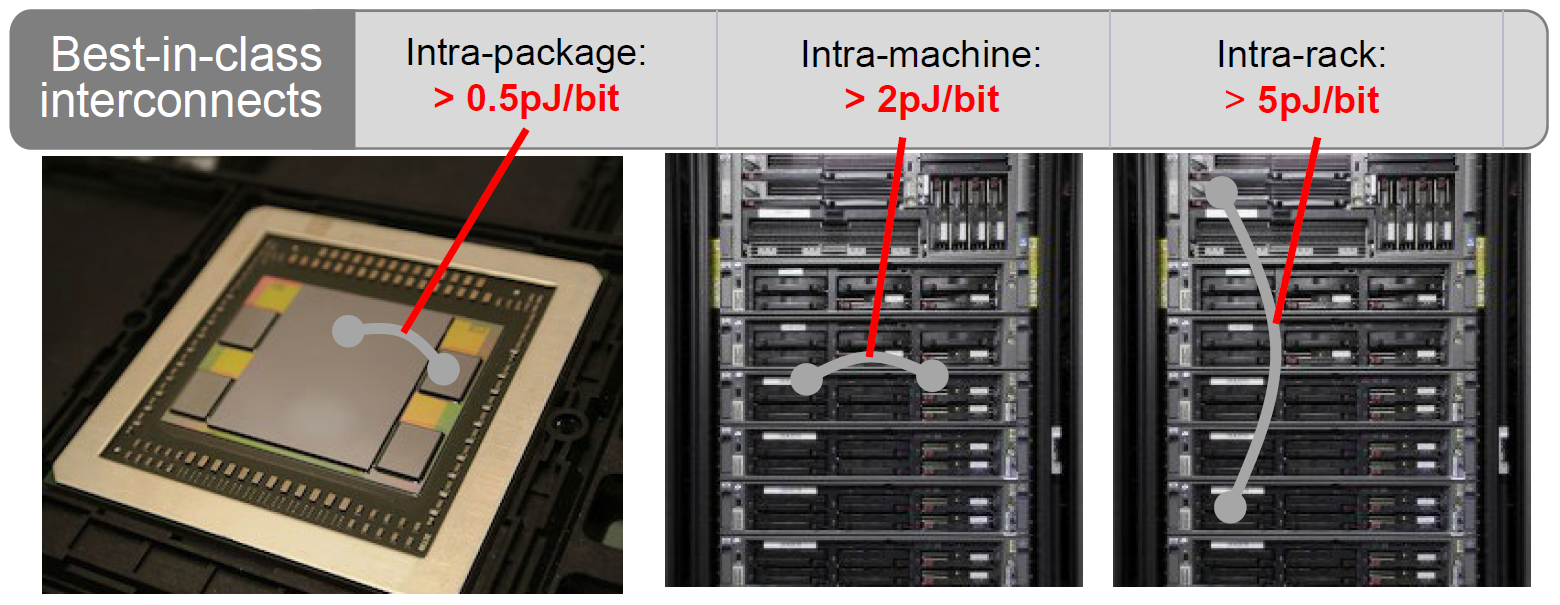 Best-in-class
interconnects
Intra-package:
> 0.5pJ/bit
Intra-machine:
> 2pJ/bit
Intra-rack:
> 5pJ/bit